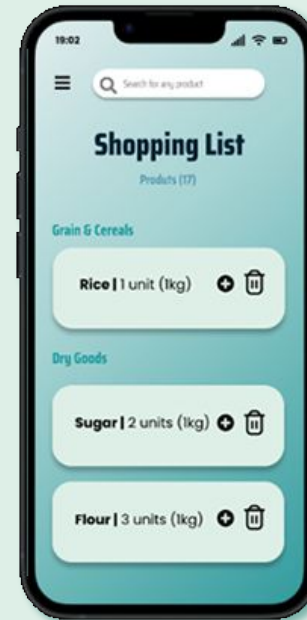 19:02
Search for any product
Shopping List
Products (17)
Grain & Cereals
Rice | 1 unit (1kg)
Dry Goods
Sugar | 2 units (1kg)
Flour | 3 units (1kg)